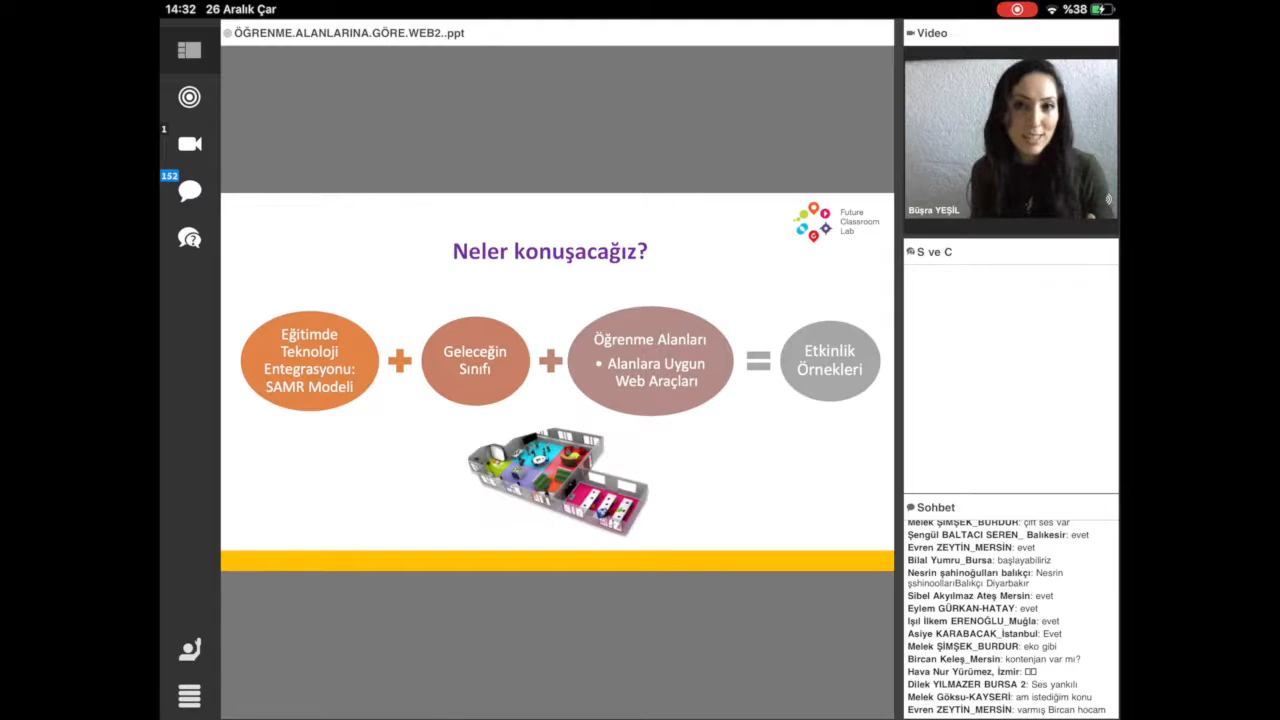 14:32 26 Aralık Çar
%38
ÖĞRENME.ALANLARINA.GÖRE.WEB2..ppt
1
152
Future
Classroom
Lab
Neler konuşacağız?
Eğitimde
Teknoloji
Entegrasyonu:
SAMR Modeli
Geleceğin
Sınıfı
Öğrenme Alanları
• Alanlara Uygun
Web Araçları
Etkinlik
Örnekleri
Video
Büşra YEŞİL
S ve C
Sohbet
Melek ŞİMŞEK_BURDUR: çift ses var
Şengül BALTACI SEREN_ Balıkesir: evet
Evren ZEYTİN_MERSİN: evet
Bilal Yumru_Bursa: başlayabiliriz
Nesrin şahinoğulları balıkçı: Nesrin
şshinoollarıBalıkçı Diyarbakır
Sibel Akyılmaz Ateş Mersin: evet
Eylem GÜRKAN-HATAY: evet
Işıl İlkem ERENOĞLU_Muğla: evet
Asiye KARABACAK_İstanbul: Evet
Melek ŞİMŞEK_BURDUR: eko gibi
Bircan Keleş_Mersin: kontenjan var mı?
Hava Nur Yürümez, İzmir:
Dilek YILMAZER BURSA 2: Ses yankılı
Melek Göksu-KAYSERİ: am istediğim konu
Evren ZEYTİN_MERSİN: varmış Bircan hocam